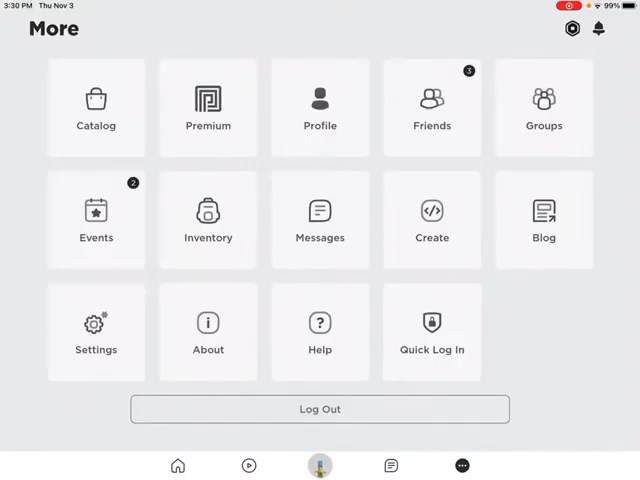 3:30 PM Thu Nov 3
99%
More
3
Catalog
Premium
Profile
Friends
Groups
2
Events
Inventory
Messages
Create
Blog
Settings
About
Help
Quick Log In
Log Out